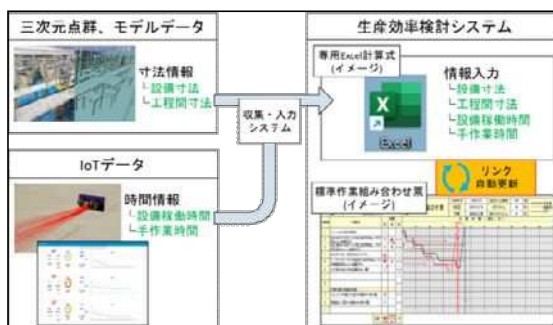 三次元点群、モデルデータ
寸法情報
└設備寸法
└工程間寸法
IoTデータ
時間情報
└設備稼働時間
└手作業時間
収集・入力
システム
生産効率検討システム
専用Excel計算式
(イメージ)
Excel
情報入力
└設備寸法
└工程間寸法
└設備稼働時間
└手作業時間
リンク
自動更新
標準作業組み合わせ票
(イメージ)